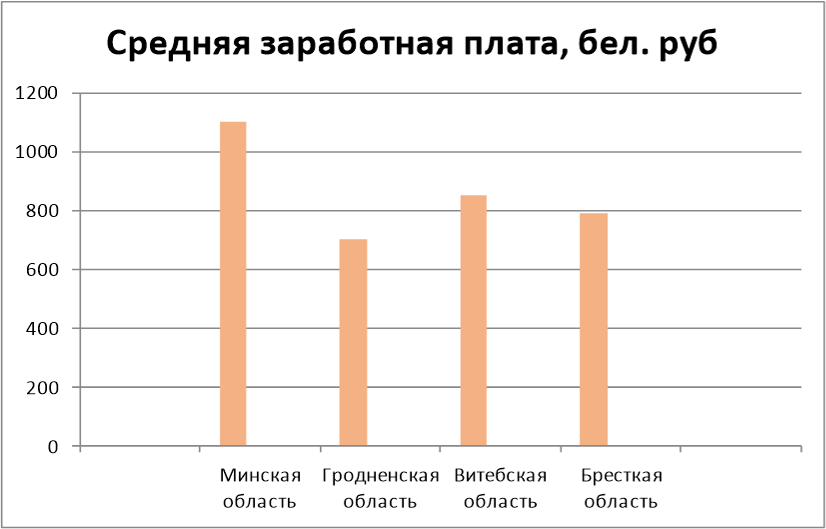 Средняя заработная плата, бел. руб
1200
1000
800
600
400
200
0
Минская область
Гродненская область
Витебская область
Бресткая область